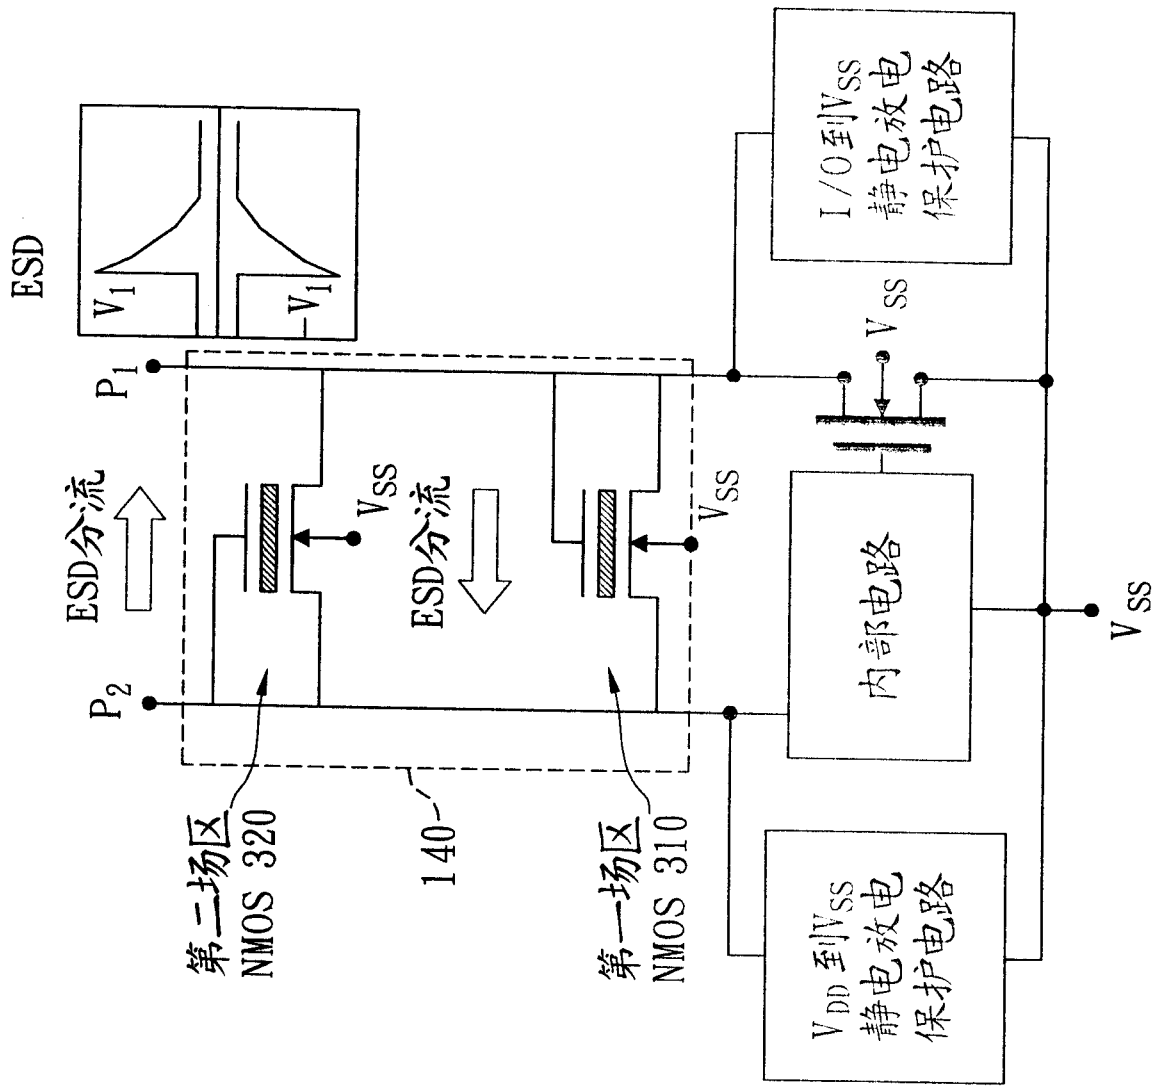 ESD
V1
V1
P1
P2
ESD分流
VSS
第二场区
NMOS 320
ESD分流
VSS
第一场区
NMOS 310
140
I/O到VSS
静电放电
保护电路
VSS
内部电路
VDD到VSS
静电放电
保护电路
VSS